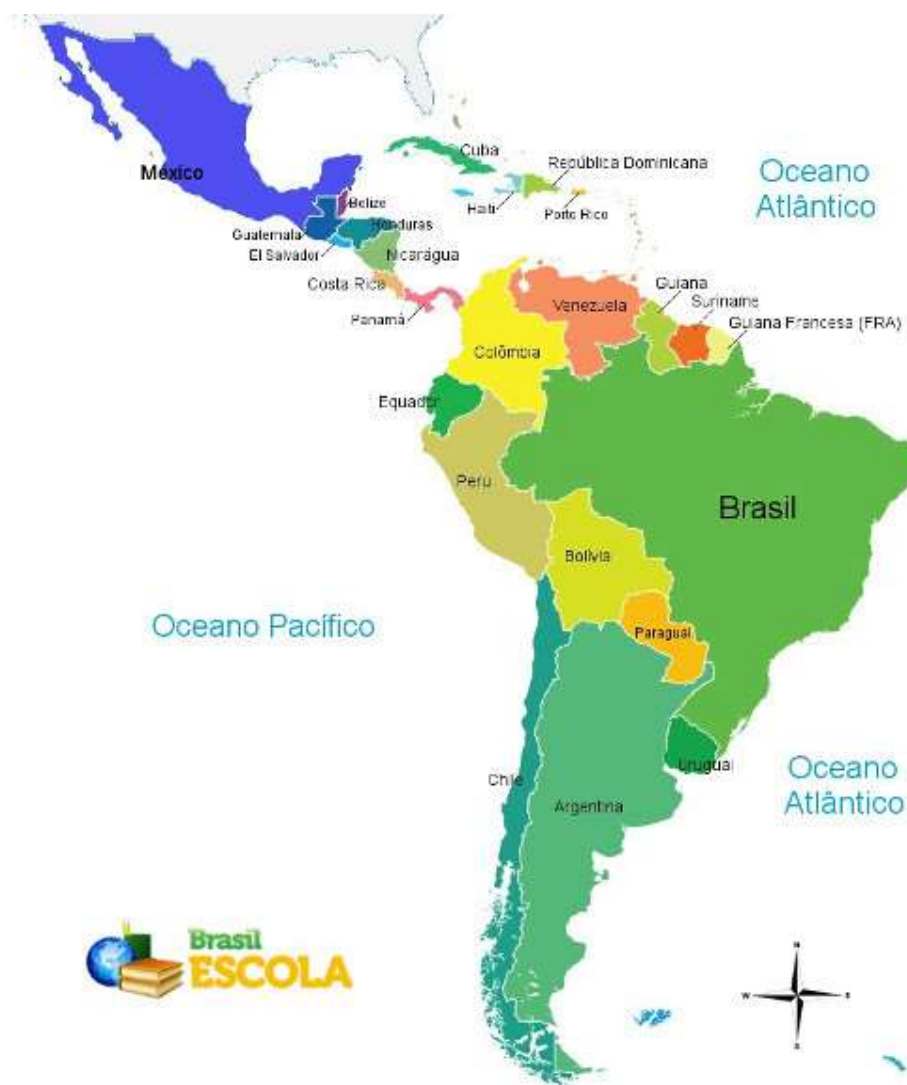 Cuba
República Dominicana
Oceano
Atlântico
México
Belize
Haiti
Porto Rico
Guatemala
Honduras
El Salvador
Nicarágua
Costa Rica
Panamá
Venezuela
Guiana
Suriname
Guiana Francesa (FRA)
Colômbia
Equador
Peru
Brasil
Bolívia
Oceano Pacífico
Paraguai
Chile
Uruguai
Argentina
Oceano
Atlântico
Brasil
ESCOLA
N
W
E
S